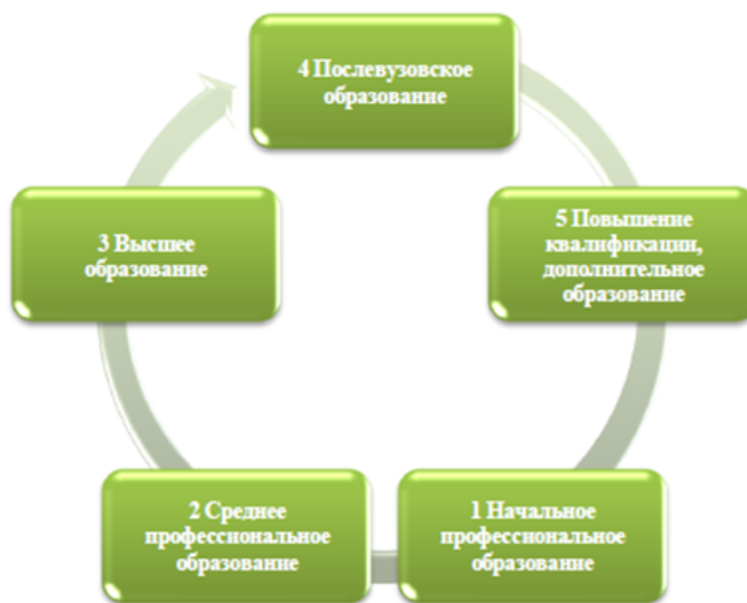 4 Послевузовское
образование
3 Высшее
образование
5 Повышение
квалификации,
дополнительное
образование
2 Среднее
профессиональное
образование
1 Начальное
профессиональное
образование